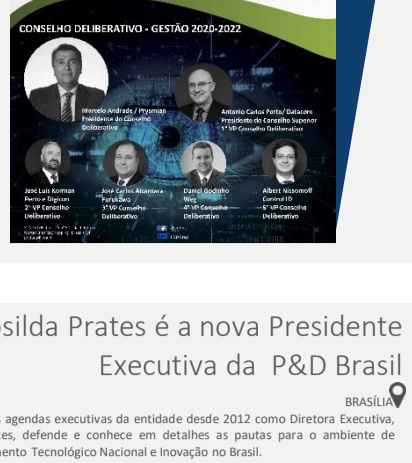 CONSELHO DELIBERATIVO - GESTÃO 2020-2022
Marcelo Andrade / Prysmian
Presidente do Conselho
Deliberativo
Antonio Carlos Porto/ Datacom
Presidente do Conselho Superior
1º VP Conselho Deliberativo
José Luis Korman
Perto e Digicon
2º VP Conselho
Deliberativo
José Carlos Alcantara
Furukawa
3º VP Conselho
Deliberativo
Daniel Godinho
Weg
4º VP Conselho
Deliberativo
Albert Nissomoff
Control ID
5º VP Conselho
Deliberativo
osilda Prates é a nova Presidente
Executiva da P&D Brasil
BRASÍLIA
agendas executivas da entidade desde 2012 como Diretora Executiva,
defende e conhece em detalhes as pautas para o ambiente de
Tecnológico Nacional e Inovação no Brasil.